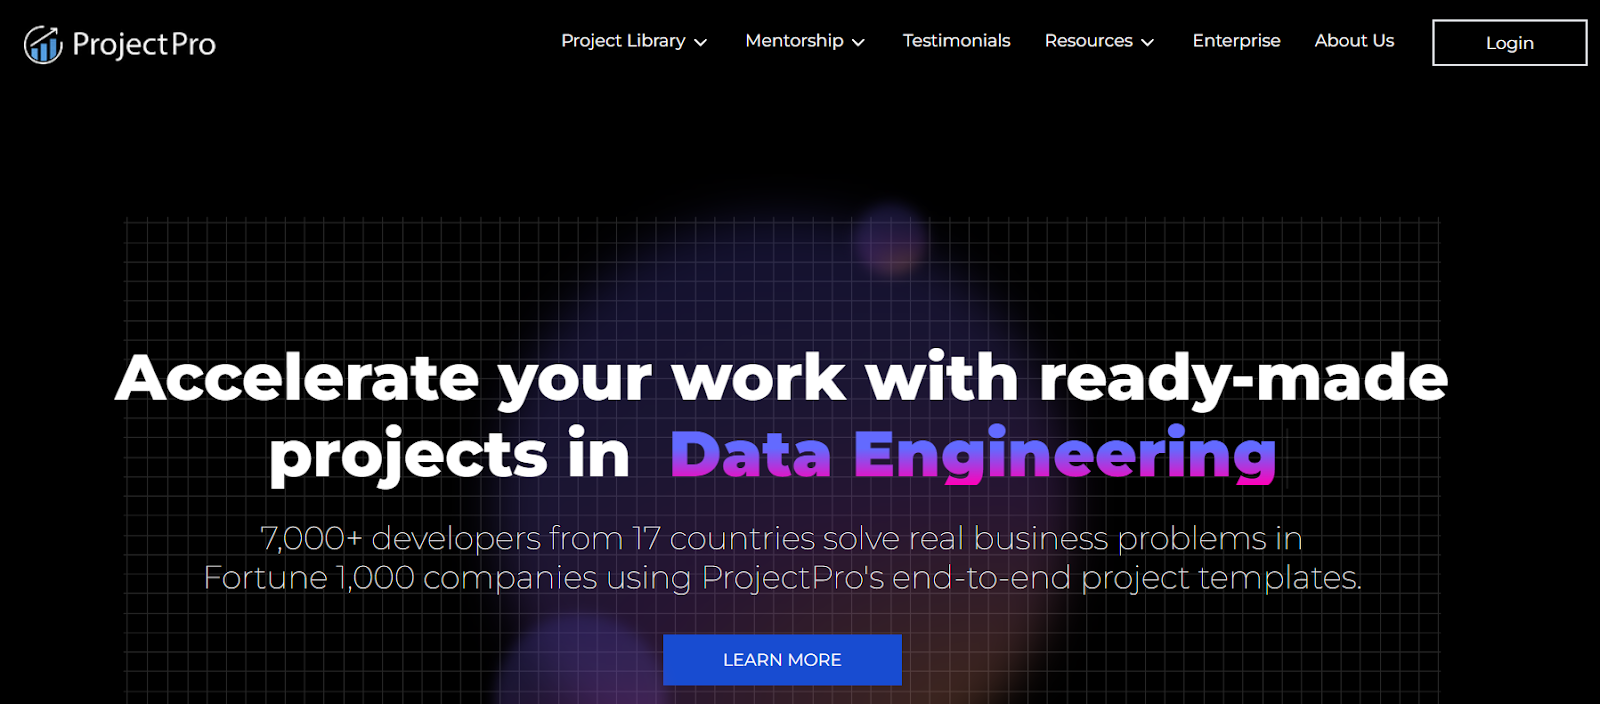 ProjectPro
Project Library
Mentorship
Testimonials
Resources
Enterprise
About Us
Login
Accelerate your work with ready-made
projects in Data Engineering
7,000+ developers from 17 countries solve real business problems in
Fortune 1,000 companies using ProjectPro's end-to-end project templates.
LEARN MORE